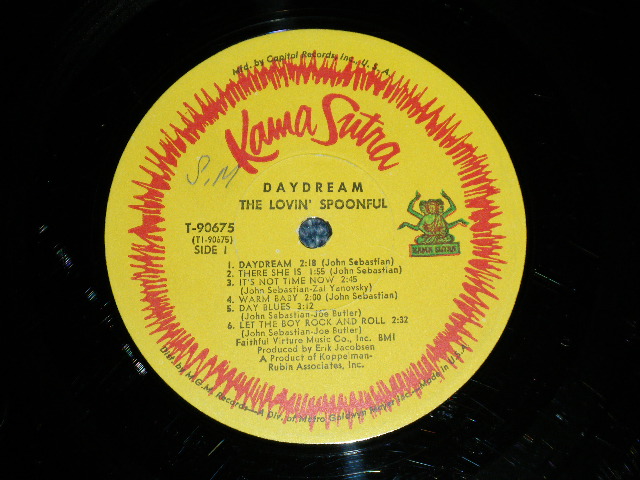 Mfd. by Capitol Records, Inc., U.S.A.
Kama Sutra
S.M
DAYDREAM
THE LOVIN' SPOONFUL
T-90675
(T1-90675)
SIDE 1
KAMA SUTRA
1. DAYDREAM 2:18 (John Sebastian)
2. THERE SHE IS 1:55 (John Sebastian)
3. IT'S NOT TIME NOW 2:45
(John Sebastian-Zal Yanovsky)
4. WARM BABY 2:00 (John Sebastian)
5. DAY BLUES 3:12
(John Sebastian-Joe Butler)
6. LET THE BOY ROCK AND ROLL 2:32
(John Sebastian-Joe Butler)
Faithful Virture Music Co., Inc. BMI
Produced by Erik Jacobsen
A Product of Koppelman-
Rubin Associates, Inc.
Distr. by M.G.M. Records—A Div. of Metro Goldwyn Mayer, Inc.—Made in U.S.A.